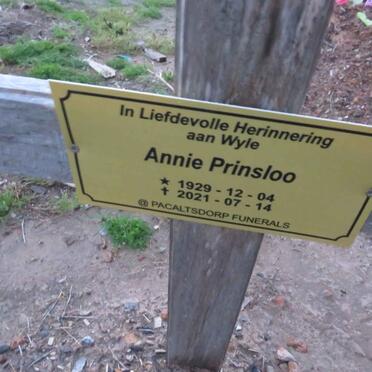 In Liefdevolle Herinnering
aan Wyle
Annie Prinsloo
★ 1929 - 12 - 04
✝ 2021 - 07 - 14
@ PACALTSDORP FUNERALS